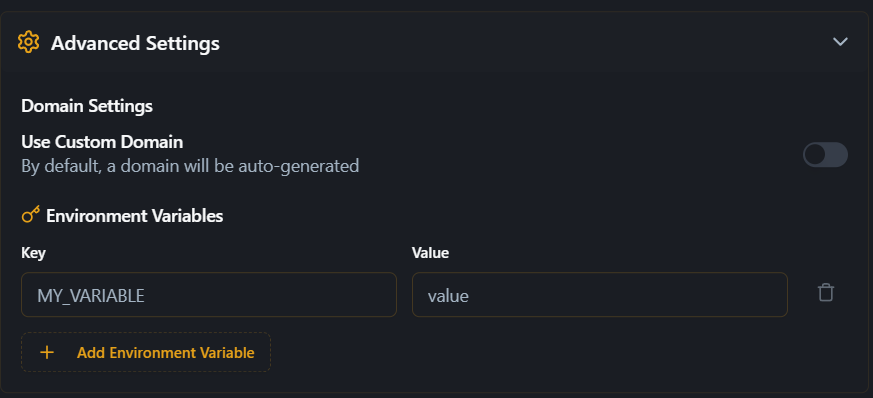 Advanced Settings
Domain Settings
Use Custom Domain
By default, a domain will be auto-generated
Environment Variables
Key Value
MY_VARIABLE value
Add Environment Variable